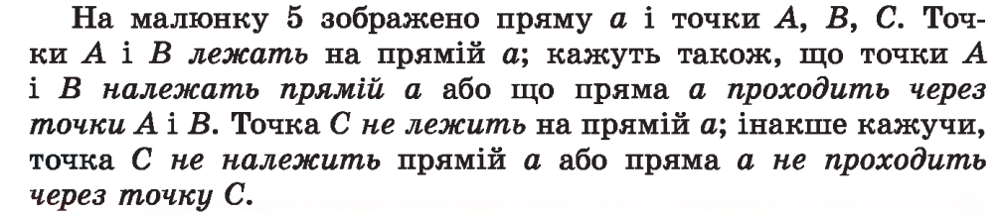 На малюнку 5 зображено пряму a і точки A, B, C. Точ-
ки A і B лежать на прямій a; кажуть також, що точки A
і B належать прямій a або що пряма a проходить через
точки A і B. Точка C не лежить на прямій a; інакше кажучи,
точка C не належить прямій a або пряма a не проходить
через точку C.